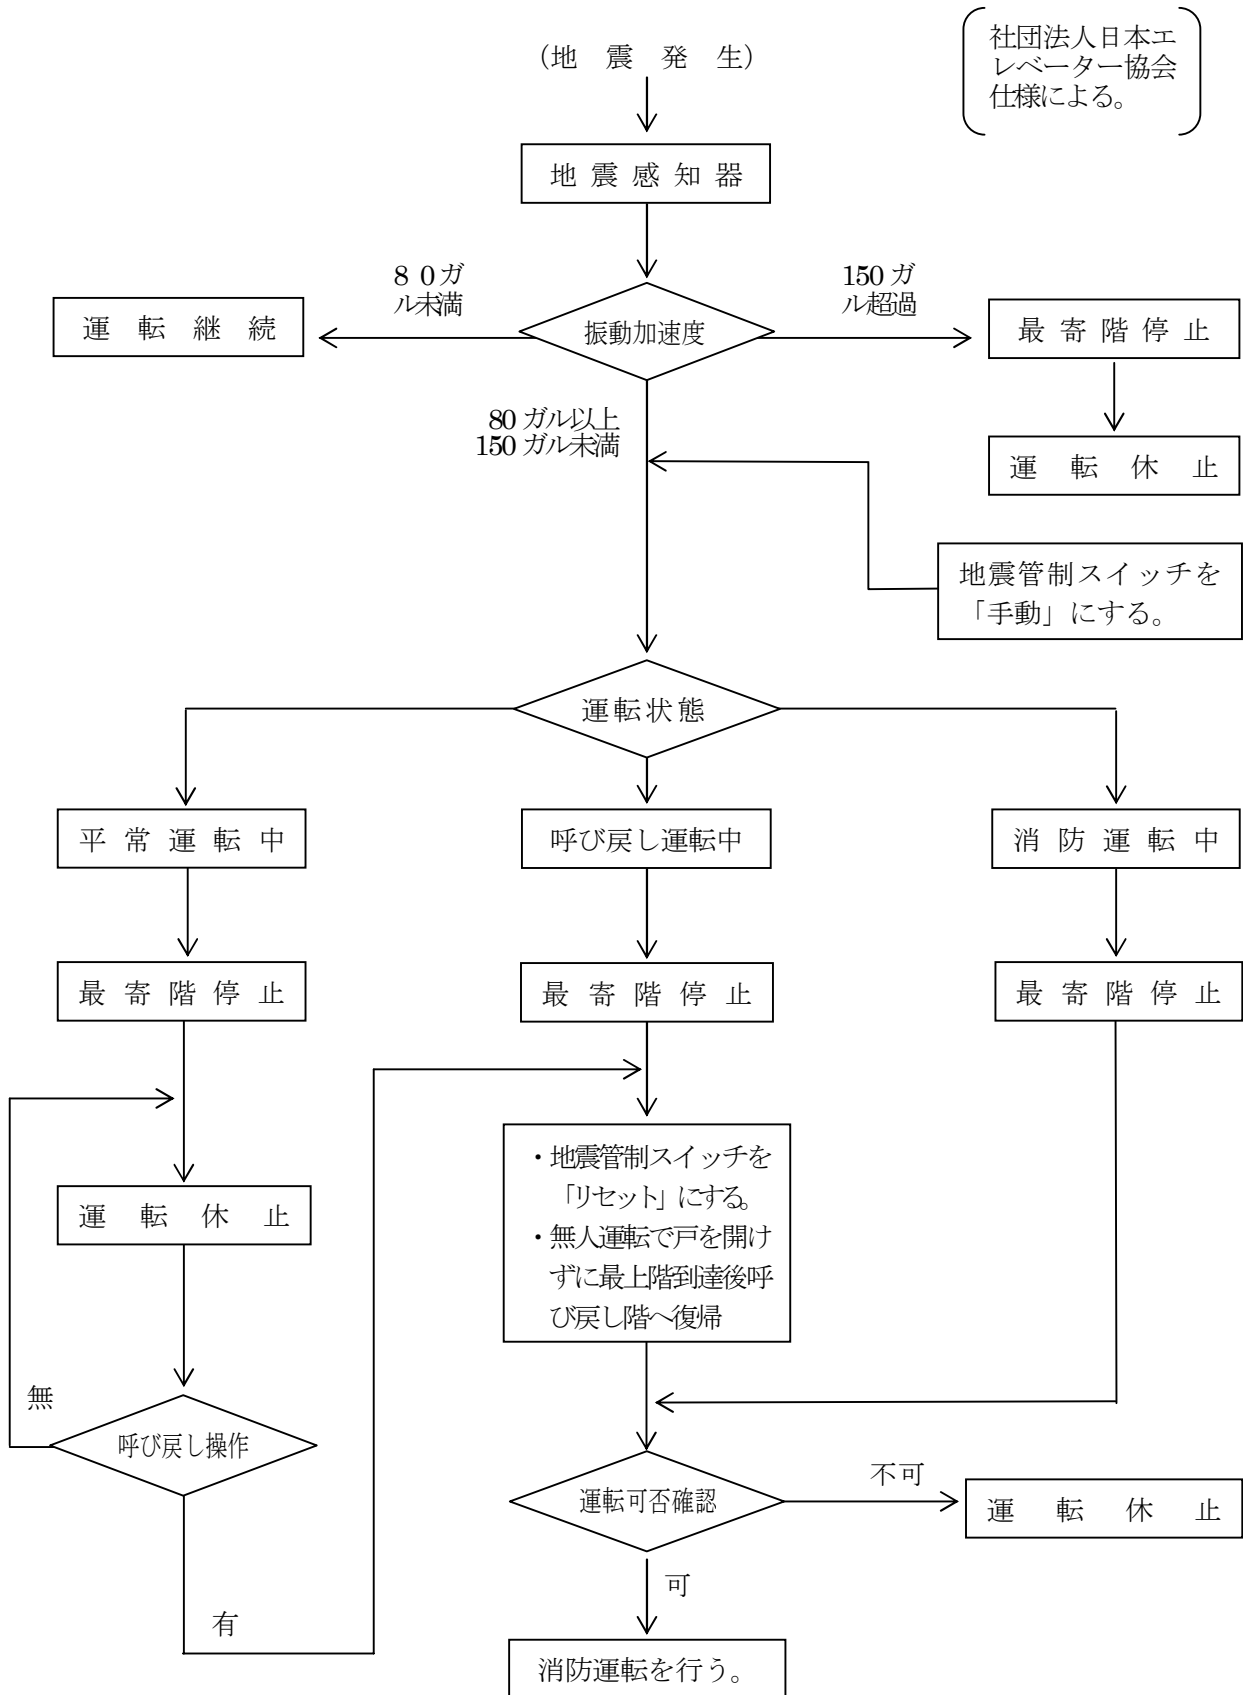 (地 震 発 生)
社団法人日本エ
レベーター協会
仕様による。
地震感知器
80ガ
ル未満
150ガ
ル超過
運転継続
振動加速度
最寄階停止
80ガル以上
150ガル未満
運転休止
地震管制スイッチを
「手動」にする。
運転状態
平常運転中
呼び戻し運転中
消防運転中
最寄階停止
最寄階停止
最寄階停止
・地震管制スイッチを
「リセット」にする。
・無人運転で戸を開け
ずに最上階到達後呼
び戻し階へ復帰
運転休止
無
呼び戻し操作
運転可否確認
不可
運転休止
可
有
消防運転を行う。